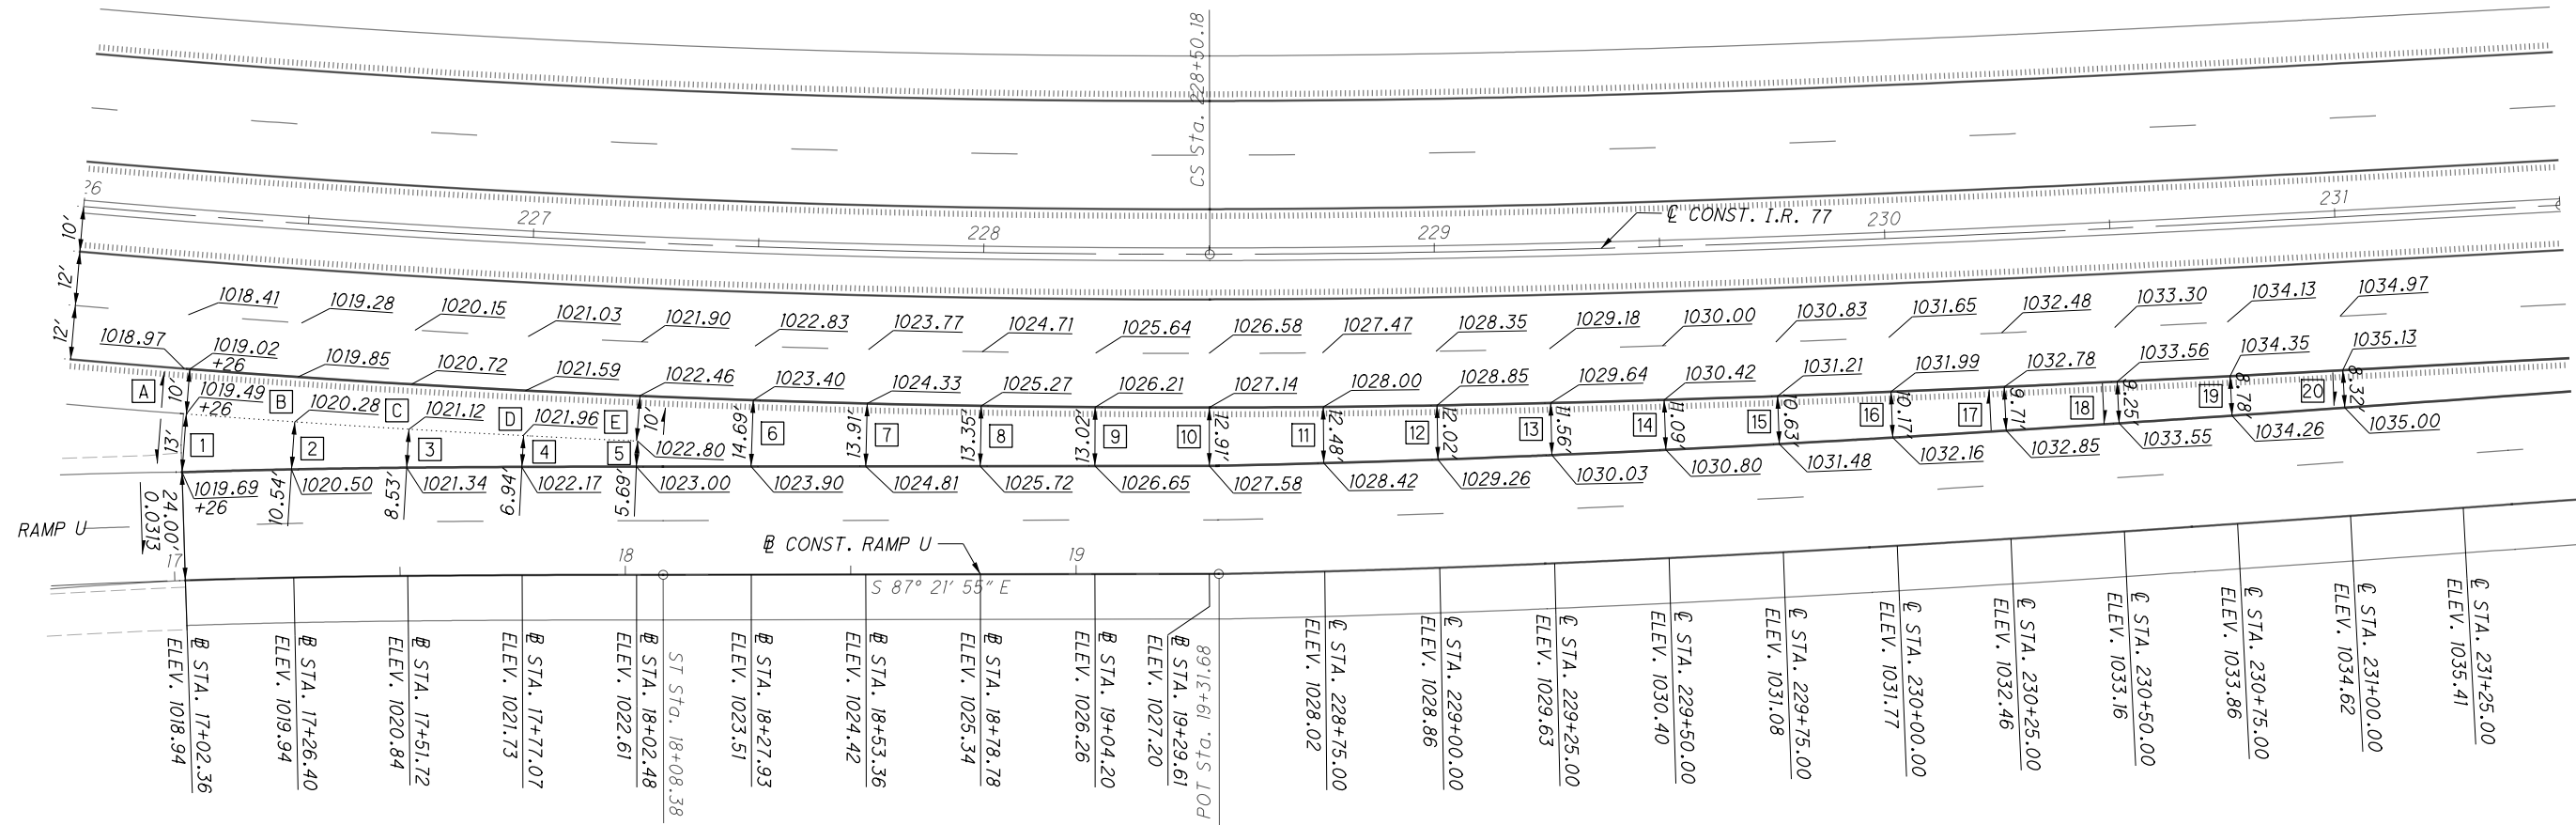 CS Sta. 228+50.18
226
227
228
229
230
231
℄ CONST. I.R. 77
10'
12'
12'
1018.41
1019.28
1020.15
1021.03
1021.90
1022.83
1023.77
1024.71
1025.64
1026.58
1027.47
1028.35
1029.18
1030.00
1030.83
1031.65
1032.48
1033.30
1034.13
1034.97
1018.97
1019.02
+26
1019.85
1020.72
1021.59
1022.46
1023.40
1024.33
1025.27
1026.21
1027.14
1028.00
1028.85
1029.64
1030.42
1031.21
1031.99
1032.78
1033.56
1034.35
1035.13
A
10'
1019.49
+26
B
1020.28
C
1021.12
D
1021.96
E
10'
1022.80
13'
1
2
3
4
5
6
7
8
9
10
11
12
13
14
15
16
17
18
19
20
10.54'
8.53'
6.94'
5.69'
14.69'
13.91'
13.35'
13.02'
12.91'
12.48'
12.02'
11.56'
11.09'
10.63'
10.17'
9.71'
9.25'
8.78'
8.32'
1019.69
+26
1020.50
1021.34
1022.17
1023.00
1023.90
1024.81
1025.72
1026.65
1027.58
1028.42
1029.26
1030.03
1030.80
1031.48
1032.16
1032.85
1033.55
1034.26
1035.00
24.00'
0.0313
RAMP U
17
18
19
B̲ CONST. RAMP U
S 87° 21' 55" E
B̲ STA. 17+02.36
ELEV. 1018.94
B̲ STA. 17+26.40
ELEV. 1019.94
B̲ STA. 17+51.72
ELEV. 1020.84
B̲ STA. 17+77.07
ELEV. 1021.73
B̲ STA. 18+02.48
ELEV. 1022.61
ST Sta. 18+08.38
B̲ STA. 18+27.93
ELEV. 1023.51
B̲ STA. 18+53.36
ELEV. 1024.42
B̲ STA. 18+78.78
ELEV. 1025.34
B̲ STA. 19+04.20
ELEV. 1026.26
B̲ STA. 19+29.61
ELEV. 1027.20
POT Sta. 19+31.68
℄ STA. 228+75.00
ELEV. 1028.02
℄ STA. 229+00.00
ELEV. 1028.86
℄ STA. 229+25.00
ELEV. 1029.63
℄ STA. 229+50.00
ELEV. 1030.40
℄ STA. 229+75.00
ELEV. 1031.08
℄ STA. 230+00.00
ELEV. 1031.77
℄ STA. 230+25.00
ELEV. 1032.46
℄ STA. 230+50.00
ELEV. 1033.16
℄ STA. 230+75.00
ELEV. 1033.86
℄ STA. 231+00.00
ELEV. 1034.62
℄ STA. 231+25.00
ELEV. 1035.41